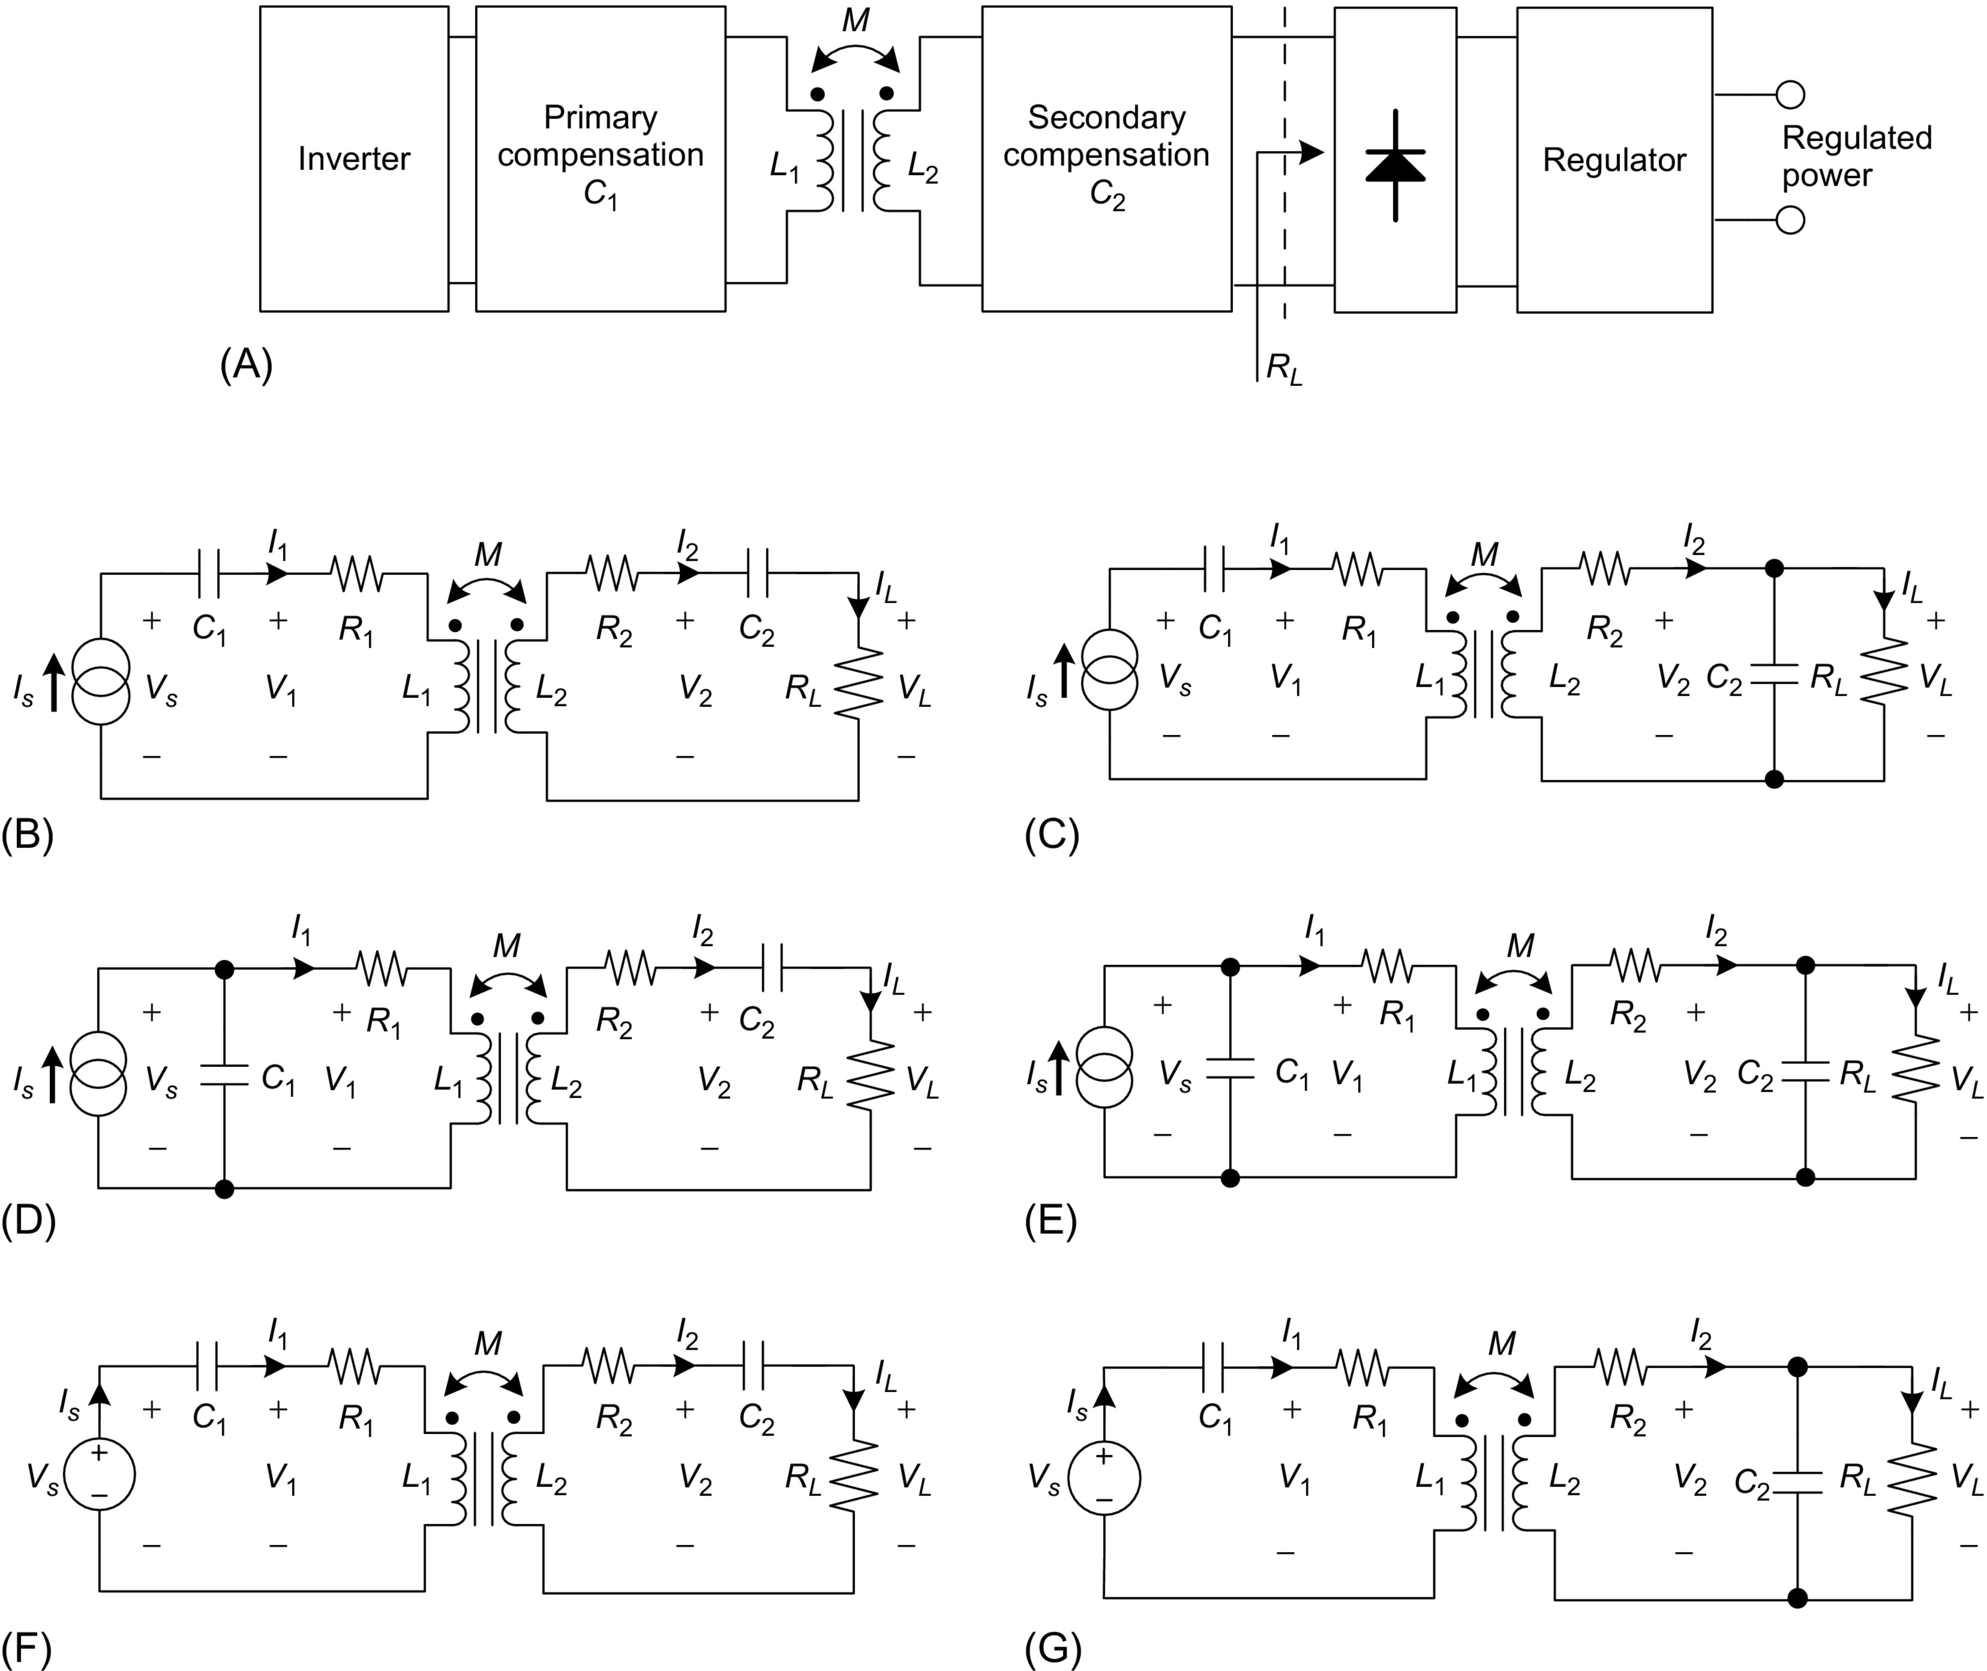 M
Inverter
Primary
compensation
C1
L1
L2
Secondary
compensation
C2
Regulator
Regulated
power
RL
(A)
I1
M
I2
IL
+ C1 + R1 R2 + C2 +
Is Vs V1 L1 L2 V2 RL VL
− − − −
(B)
I1
M
I2
IL
+ C1 + R1 R2 + +
Is Vs V1 L1 L2 V2 C2 RL VL
− − − −
(C)
I1
M
I2
IL
+ + R1 R2 + C2 +
Is Vs C1 V1 L1 L2 V2 RL VL
− − − −
(D)
I1
M
I2
IL
+ + R1 R2 + +
Is Vs C1 V1 L1 L2 V2 C2 RL VL
− − − −
(E)
I1
M
I2
IL
Is + C1 + R1 R2 + C2 +
+
Vs V1 L1 L2 V2 RL VL
−
− − − −
(F)
I1
M
I2
IL
Is C1 + R1 R2 + +
+
Vs V1 L1 L2 V2 C2 RL VL
−
− − −
(G)